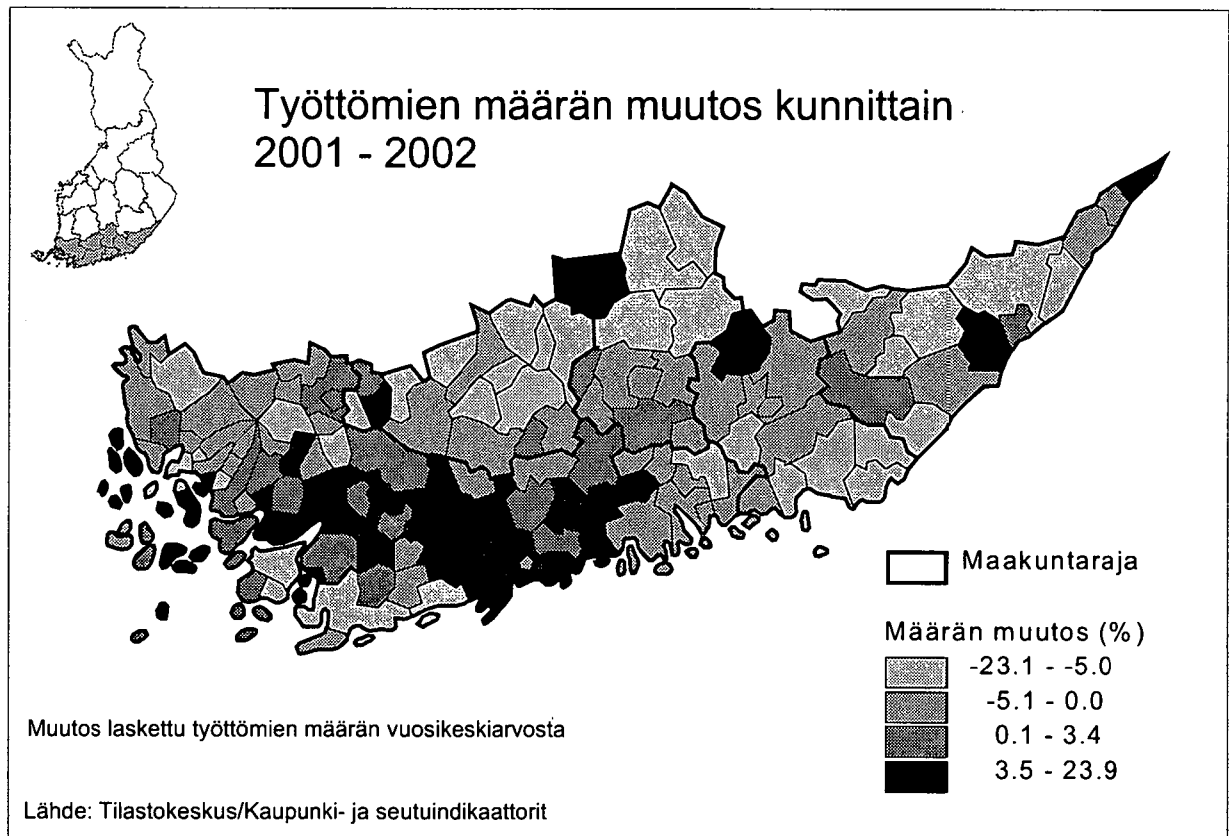 Työttömien määrän muutos kunnittain
2001 - 2002
Maakuntaraja
Määrän muutos (%)
-23.1 - -5.0
-5.1 - 0.0
0.1 - 3.4
3.5 - 23.9
Muutos laskettu työttömien määrän vuosikeskiarvosta
Lähde: Tilastokeskus/Kaupunki- ja seutuindikaattorit